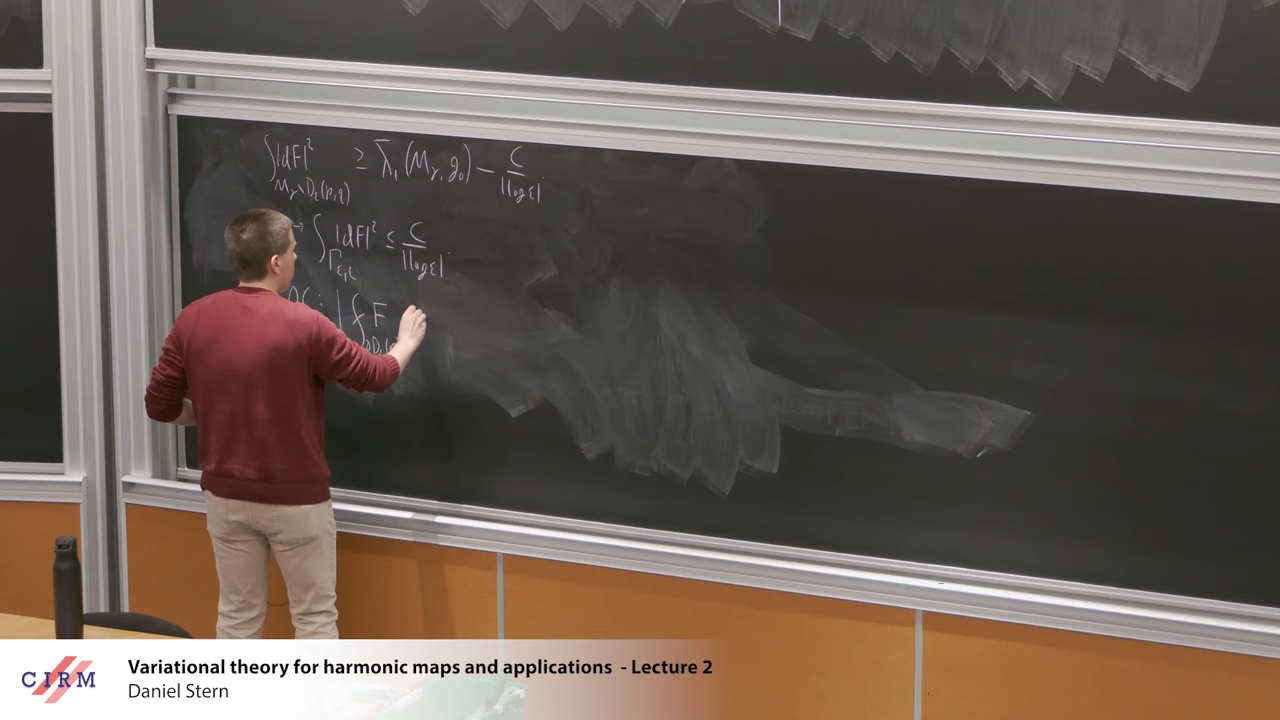 ∫|dF|² ≥ λ̄₁(M_γ, g₀) − C/|log ε|
M_γ∖D_ε(p,q)
→ ∫ |dF|² ≤ C/|log ε|
F
CIRM
Variational theory for harmonic maps and applications - Lecture 2
Daniel Stern